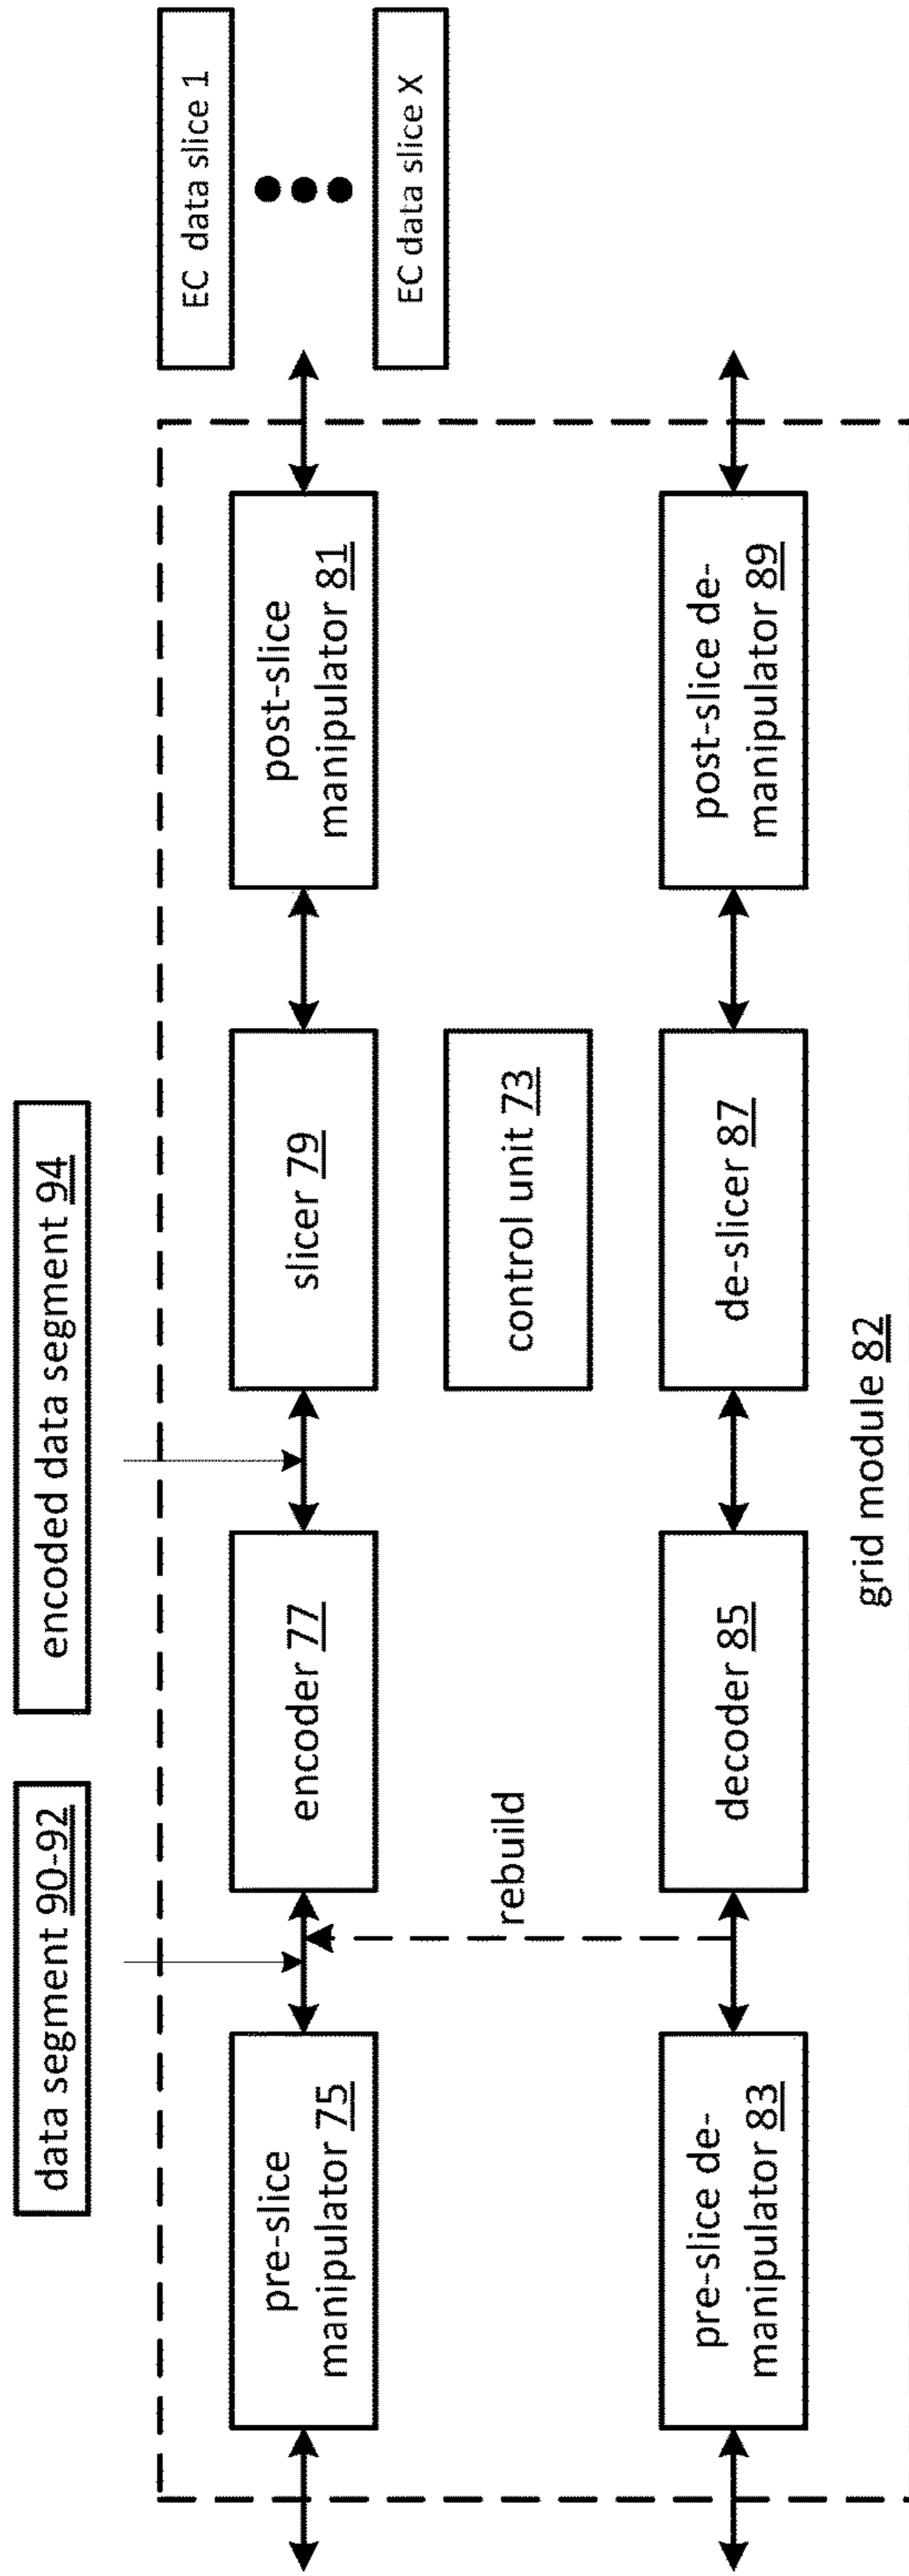 data segment 90-92
encoded data segment 94
EC data slice 1
EC data slice X
pre-slice
manipulator 75
encoder 77
slicer 79
post-slice
manipulator 81
rebuild
control unit 73
pre-slice de-
manipulator 83
decoder 85
de-slicer 87
post-slice de-
manipulator 89
grid module 82